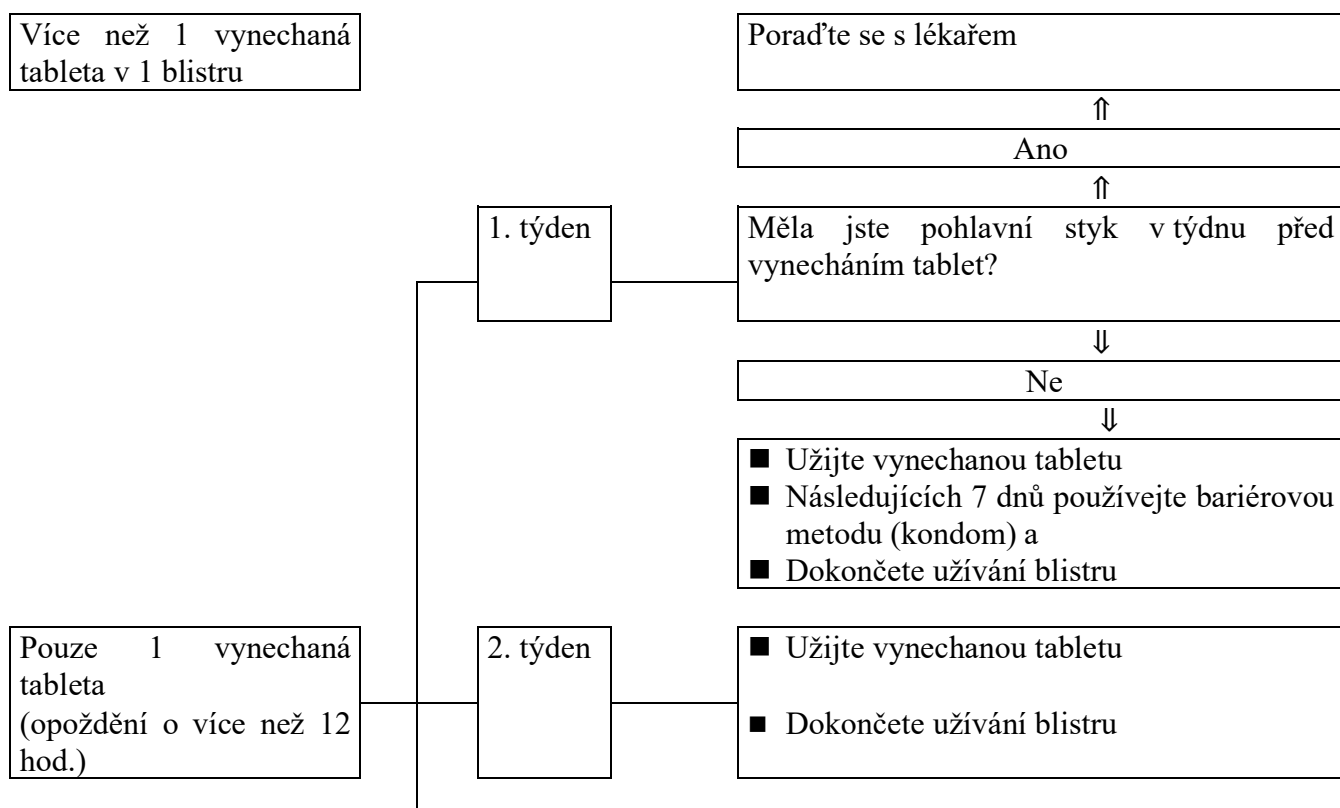 Více než 1 vynechaná
tableta v 1 blistru
Poraďte se s lékařem
⇑
Ano
⇑
1. týden
Měla jste pohlavní styk v týdnu před
vynecháním tablet?
⇓
Ne
⇓
■ Užijte vynechanou tabletu
■ Následujících 7 dnů používejte bariérovou
metodu (kondom) a
■ Dokončete užívání blistru
Pouze 1 vynechaná
tableta
(opoždění o více než 12
hod.)
2. týden
■ Užijte vynechanou tabletu
■ Dokončete užívání blistru